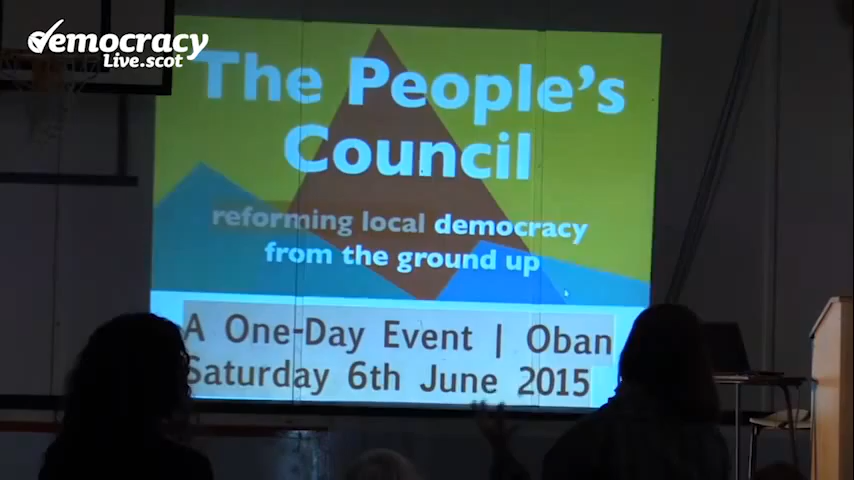 democracy
Live.scot
The People's
Council
reforming local democracy
from the ground up
A One-Day Event | Oban
Saturday 6th June 2015